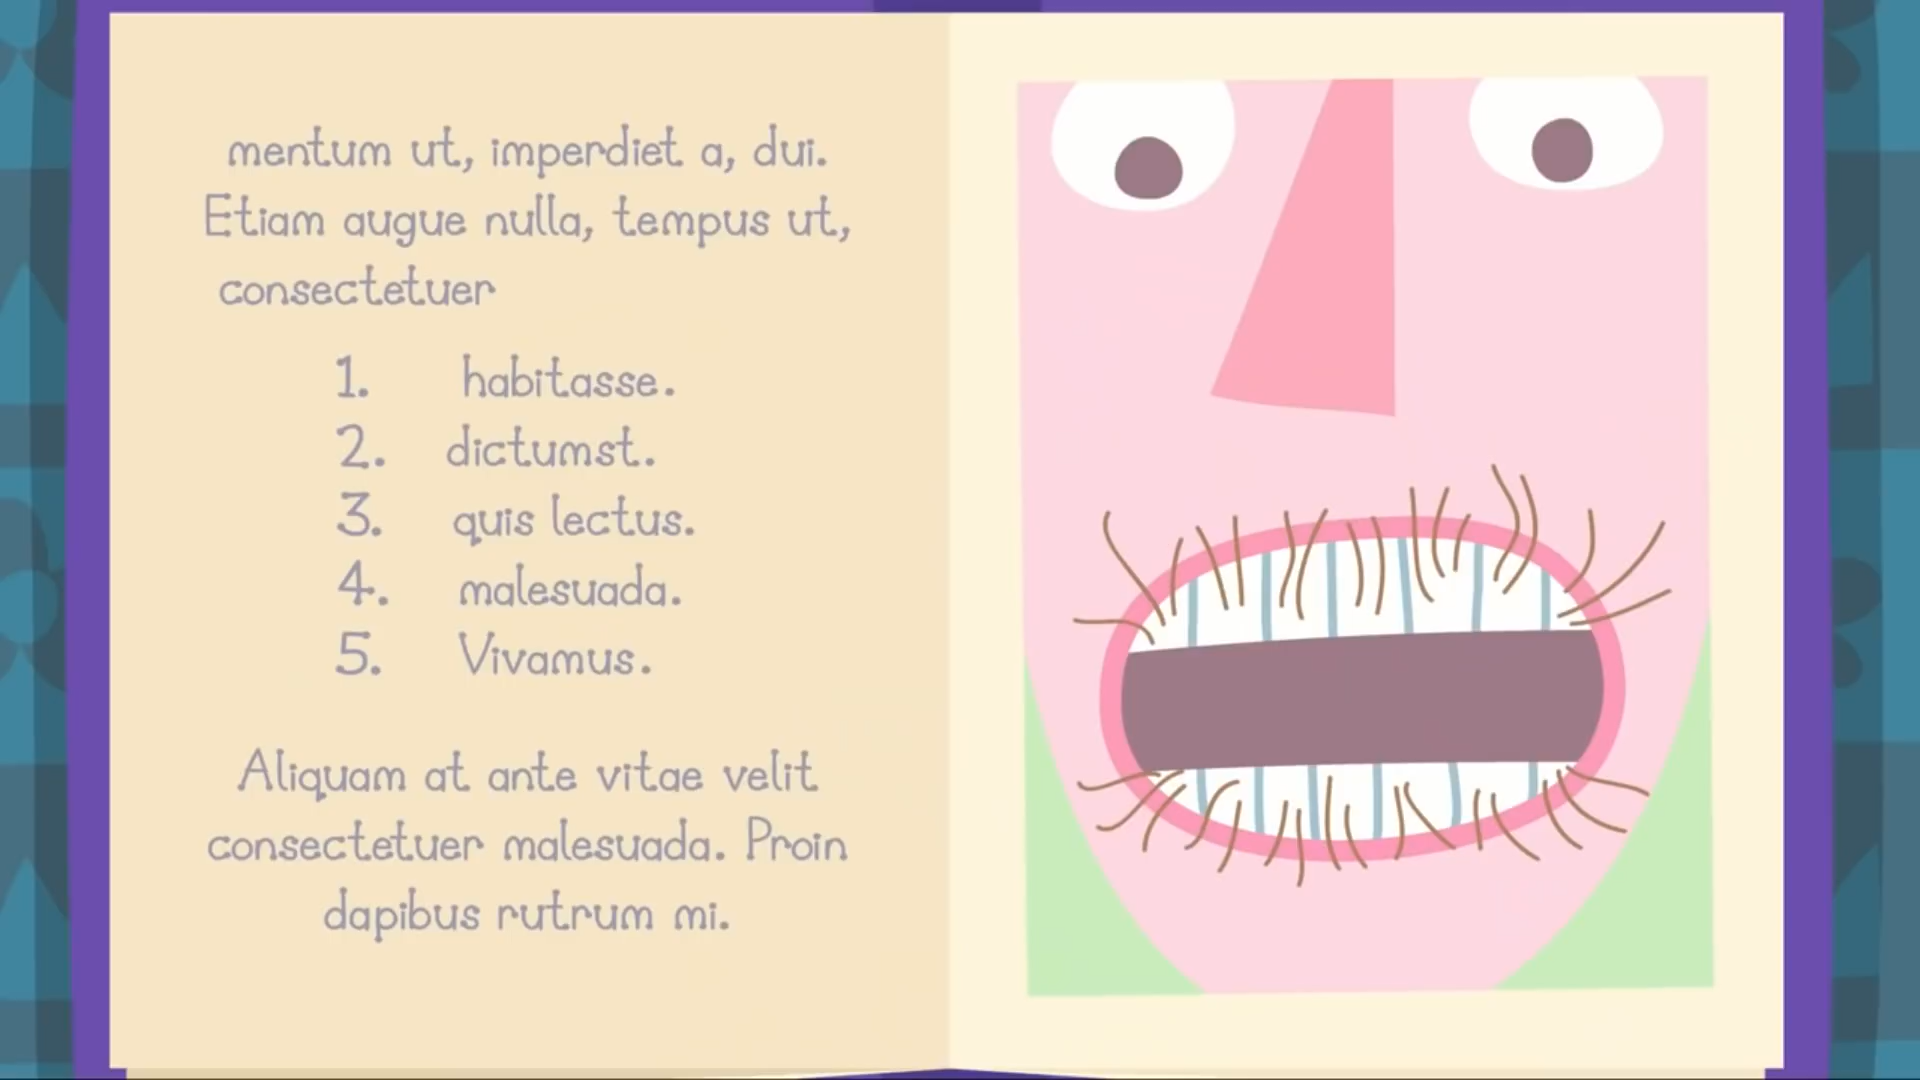 mentum ut, imperdiet a, dui.
Etiam augue nulla, tempus ut,
consectetuer
1. habitasse.
2. dictumst.
3. quis lectus.
4. malesuada.
5. Vivamus.
Aliquam at ante vitae velit
consectetuer malesuada. Proin
dapibus rutrum mi.